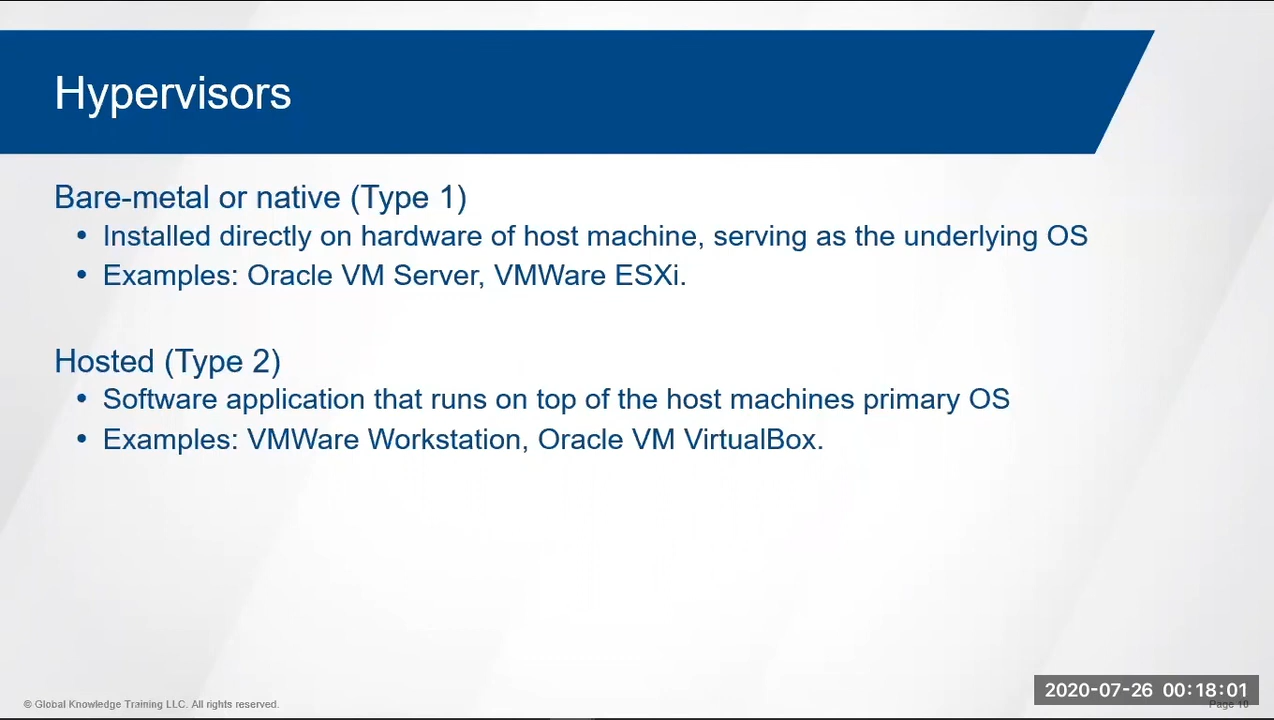 Hypervisors
Bare-metal or native (Type 1)
• Installed directly on hardware of host machine, serving as the underlying OS
• Examples: Oracle VM Server, VMWare ESXi.
Hosted (Type 2)
• Software application that runs on top of the host machines primary OS
• Examples: VMWare Workstation, Oracle VM VirtualBox.
© Global Knowledge Training LLC. All rights reserved.
2020-07-26 00:18:01
Page 10